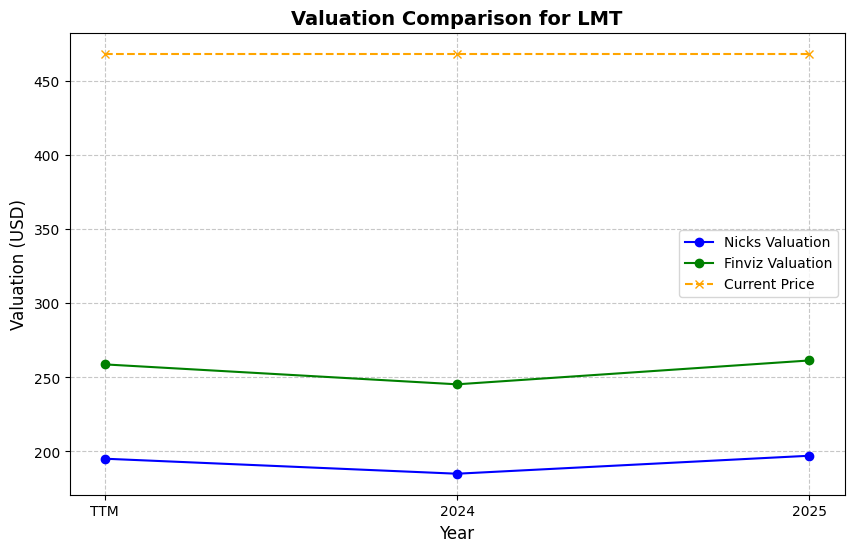 Valuation Comparison for LMT
Valuation (USD)
450
400
350
300
250
200
Nicks Valuation
Finviz Valuation
Current Price
TTM 2024 2025
Year